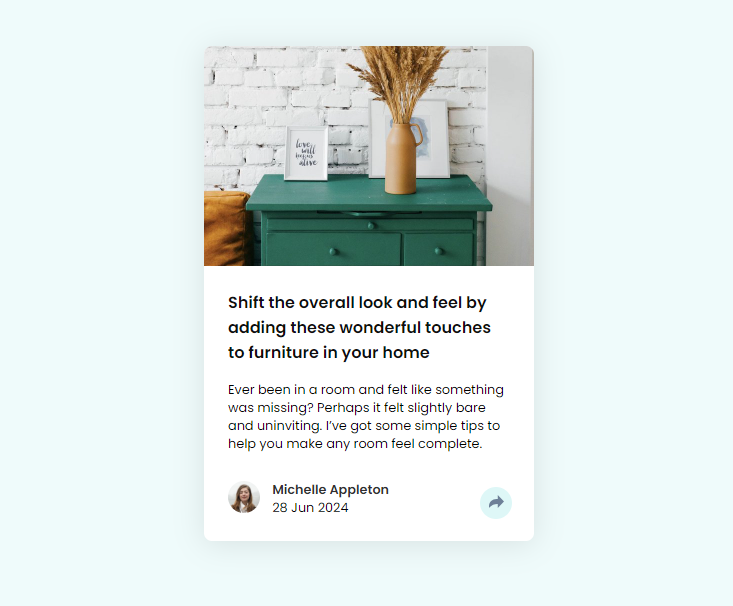 love
will
begins
alive
Shift the overall look and feel by
adding these wonderful touches
to furniture in your home
Ever been in a room and felt like something
was missing? Perhaps it felt slightly bare
and uninviting. I’ve got some simple tips to
help you make any room feel complete.
Michelle Appleton
28 Jun 2024